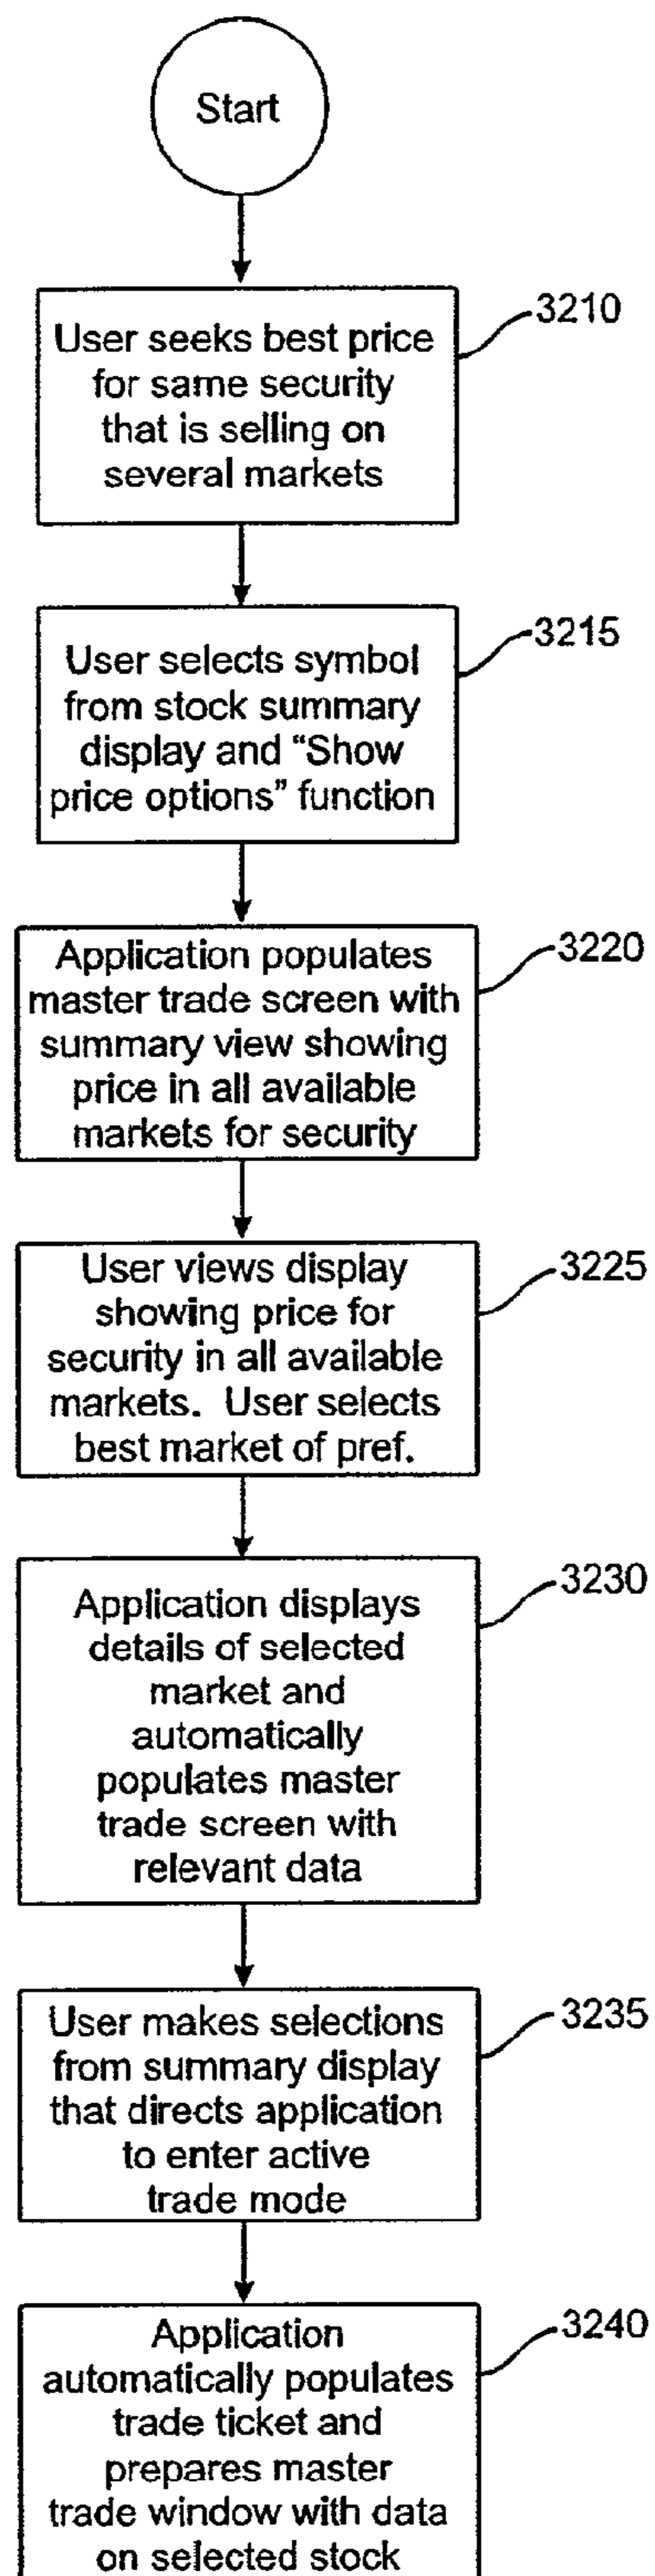 Start
3210
User seeks best price
for same security
that is selling on
several markets
3215
User selects symbol
from stock summary
display and “Show
price options” function
3220
Application populates
master trade screen with
summary view showing
price in all available
markets for security
3225
User views display
showing price for
security in all available
markets. User selects
best market of pref.
3230
Application displays
details of selected
market and
automatically
populates master
trade screen with
relevant data
3235
User makes selections
from summary display
that directs application
to enter active
trade mode
3240
Application
automatically populates
trade ticket and
prepares master
trade window with data
on selected stock